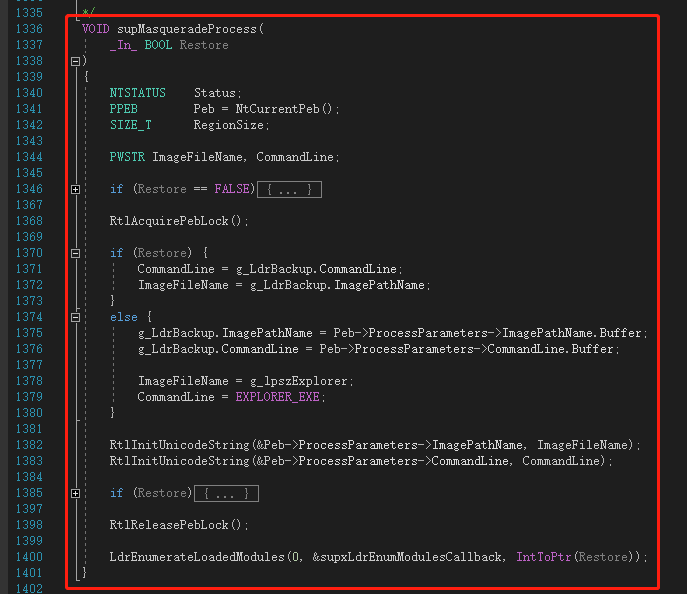 1335 */
1336 VOID supMasqueradeProcess(
1337 _In_ BOOL Restore
1338 )
1339 {
1340 NTSTATUS Status;
1341 PPEB Peb = NtCurrentPeb();
1342 SIZE_T RegionSize;
1343
1344 PWSTR ImageFileName, CommandLine;
1345
1346 if (Restore == FALSE) { ... }
1367
1368 RtlAcquirePebLock();
1369
1370 if (Restore) {
1371 CommandLine = g_LdrBackup.CommandLine;
1372 ImageFileName = g_LdrBackup.ImagePathName;
1373 }
1374 else {
1375 g_LdrBackup.ImagePathName = Peb->ProcessParameters->ImagePathName.Buffer;
1376 g_LdrBackup.CommandLine = Peb->ProcessParameters->CommandLine.Buffer;
1377
1378 ImageFileName = g_lpszExplorer;
1379 CommandLine = EXPLORER_EXE;
1380 }
1381
1382 RtlInitUnicodeString(&Peb->ProcessParameters->ImagePathName, ImageFileName);
1383 RtlInitUnicodeString(&Peb->ProcessParameters->CommandLine, CommandLine);
1384
1385 if (Restore) { ... }
1397
1398 RtlReleasePebLock();
1399
1400 LdrEnumerateLoadedModules(0, &supxLdrEnumModulesCallback, IntToPtr(Restore));
1401 }
1402